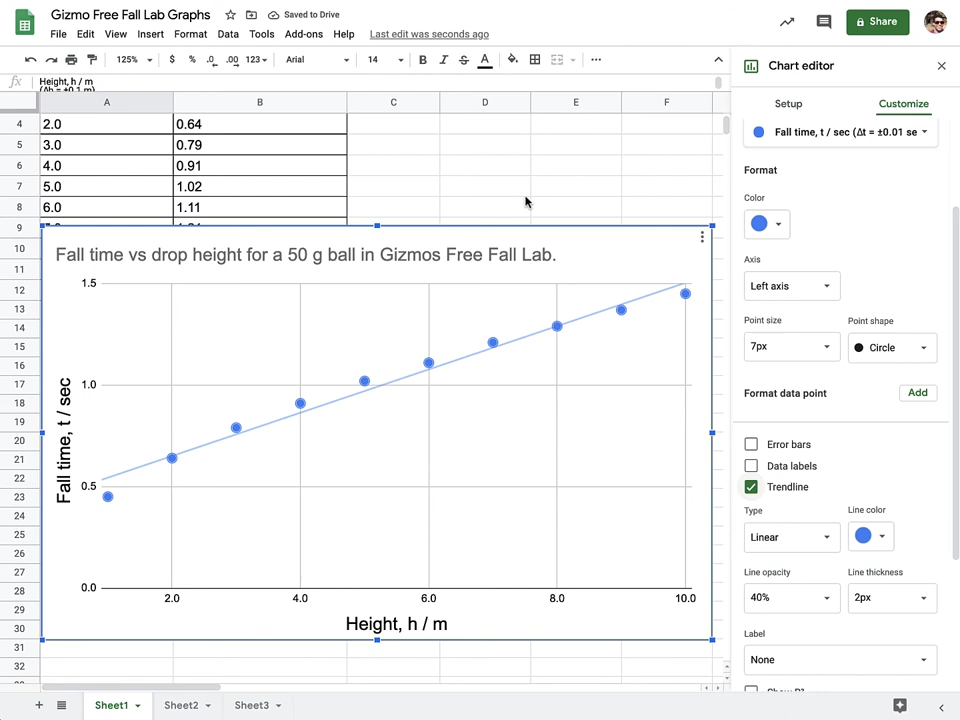 Gizmo Free Fall Lab Graphs
Saved to Drive
File Edit View Insert Format Data Tools Add-ons Help Last edit was seconds ago
Share
125% $ % .0 .00 123 Arial 14 B I S A
fx Height, h / m
(Δh = ±0.1 m)
A B C D E F
4 2.0 0.64
5 3.0 0.79
6 4.0 0.91
7 5.0 1.02
8 6.0 1.11
9
10
11
12
13
14
15
16
17
18
19
20
21
22
23
24
25
26
27
28
29
30
31
32
Fall time vs drop height for a 50 g ball in Gizmos Free Fall Lab.
1.5
1.0
0.5
0.0
Fall time, t / sec
2.0 4.0 6.0 8.0 10.0
Height, h / m
Chart editor
Setup Customize
Fall time, t / sec (Δt = ±0.01 se
Format
Color
Axis
Left axis
Point size Point shape
7px Circle
Format data point Add
Error bars
Data labels
Trendline
Type Line color
Linear
Line opacity Line thickness
40% 2px
Label
None
Sheet1 Sheet2 Sheet3